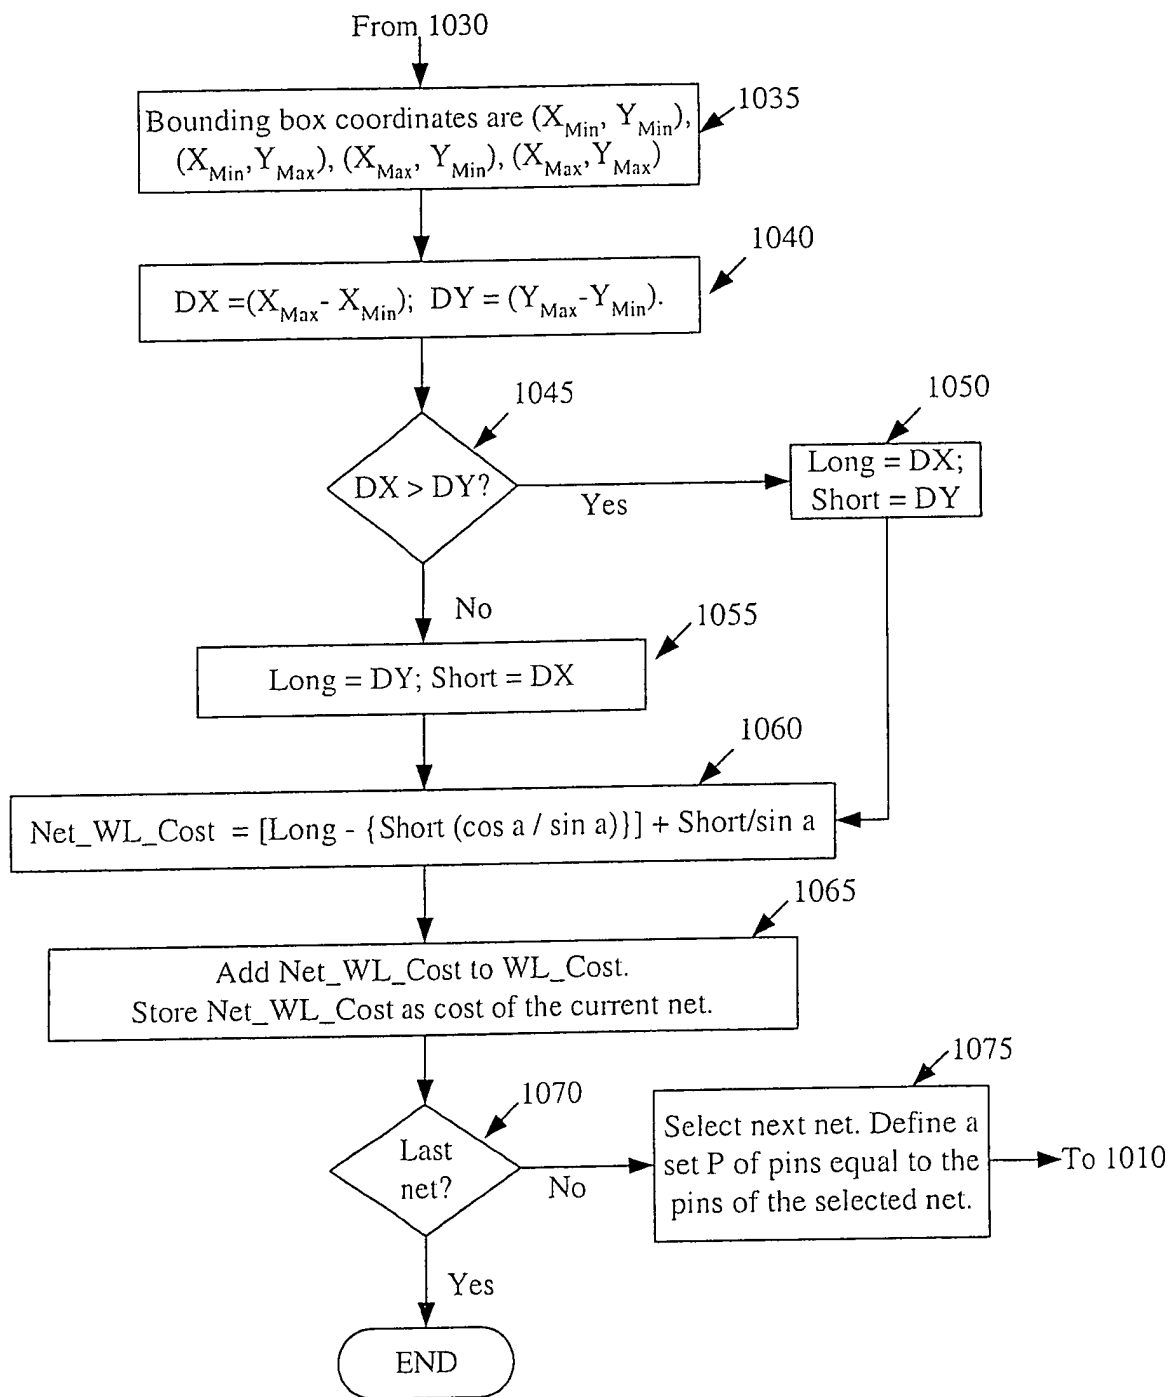 From 1030
1035
Bounding box coordinates are (X_Min, Y_Min),
(X_Min,Y_Max), (X_Max, Y_Min), (X_Max,Y_Max)
1040
DX =(X_Max- X_Min); DY = (Y_Max-Y_Min).
1045
DX > DY?
Yes
1050
Long = DX;
Short = DY
No
1055
Long = DY; Short = DX
1060
Net_WL_Cost = [Long - {Short (cos a / sin a)}] + Short/sin a
1065
Add Net_WL_Cost to WL_Cost.
Store Net_WL_Cost as cost of the current net.
1070
Last
net?
No
1075
Select next net. Define a
set P of pins equal to the
pins of the selected net.
To 1010
Yes
END